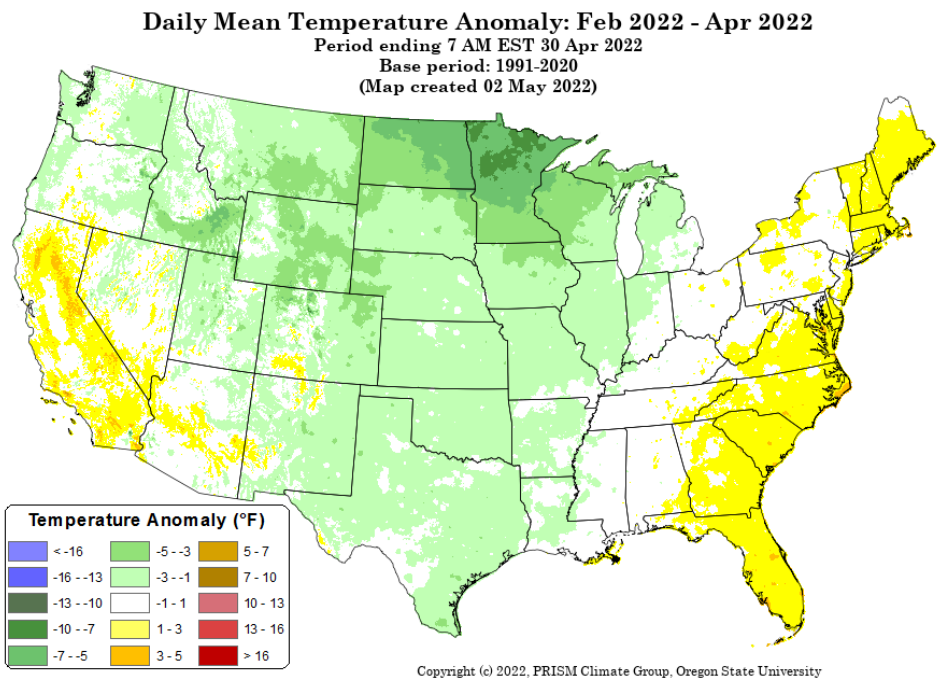 Daily Mean Temperature Anomaly: Feb 2022 - Apr 2022
Period ending 7 AM EST 30 Apr 2022
Base period: 1991-2020
(Map created 02 May 2022)
Temperature Anomaly (°F)
< -16 -5 - -3 5 - 7
-16 - -13 -3 - -1 7 - 10
-13 - -10 -1 - 1 10 - 13
-10 - -7 1 - 3 13 - 16
-7 - -5 3 - 5 > 16
Copyright (c) 2022, PRISM Climate Group, Oregon State University